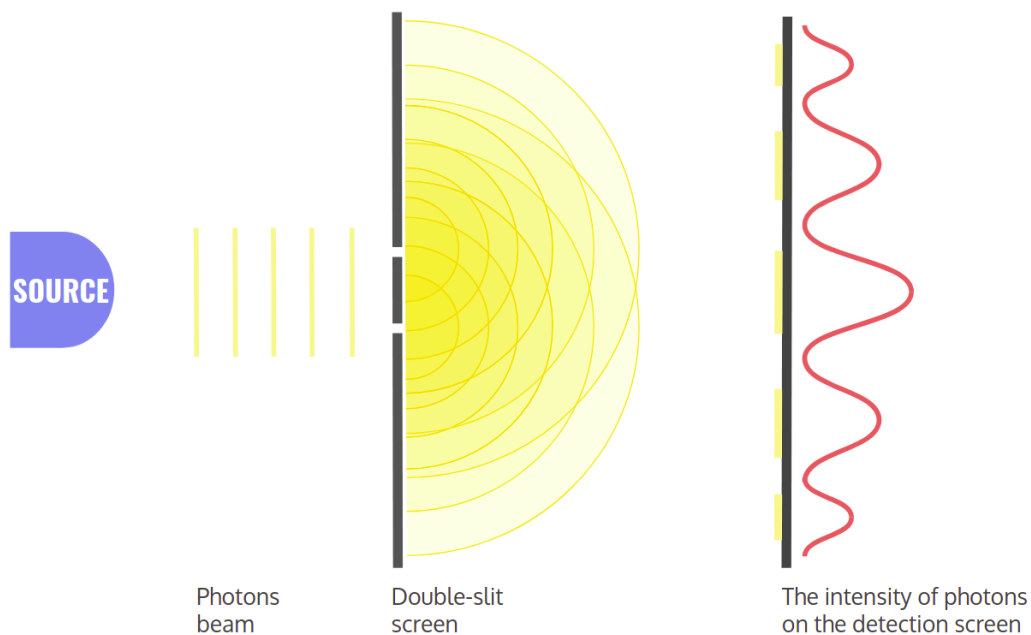 SOURCE
Photons
beam
Double-slit
screen
The intensity of photons
on the detection screen